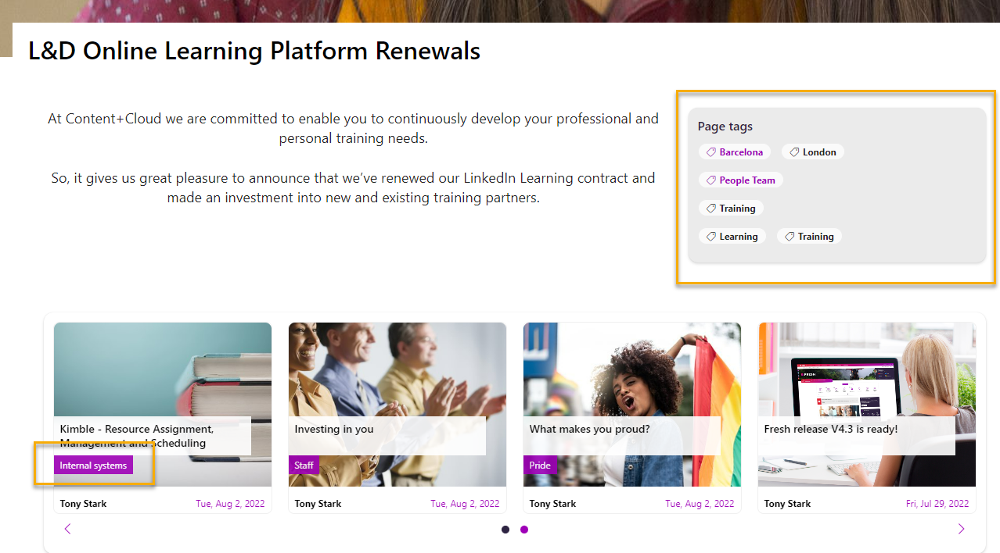 L&D Online Learning Platform Renewals
At Content+Cloud we are committed to enable you to continuously develop your professional and
personal training needs.
So, it gives us great pleasure to announce that we’ve renewed our LinkedIn Learning contract and
made an investment into new and existing training partners.
Page tags
Barcelona London
People Team
Training
Learning Training
Kimble - Resource Assignment,
Management and Scheduling
Internal systems
Tony Stark Tue, Aug 2, 2022
Investing in you
Staff
Tony Stark Tue, Aug 2, 2022
What makes you proud?
Pride
Tony Stark Tue, Aug 2, 2022
FRESH
Fresh release V4.3 is ready!
Tony Stark Fri, Jul 29, 2022